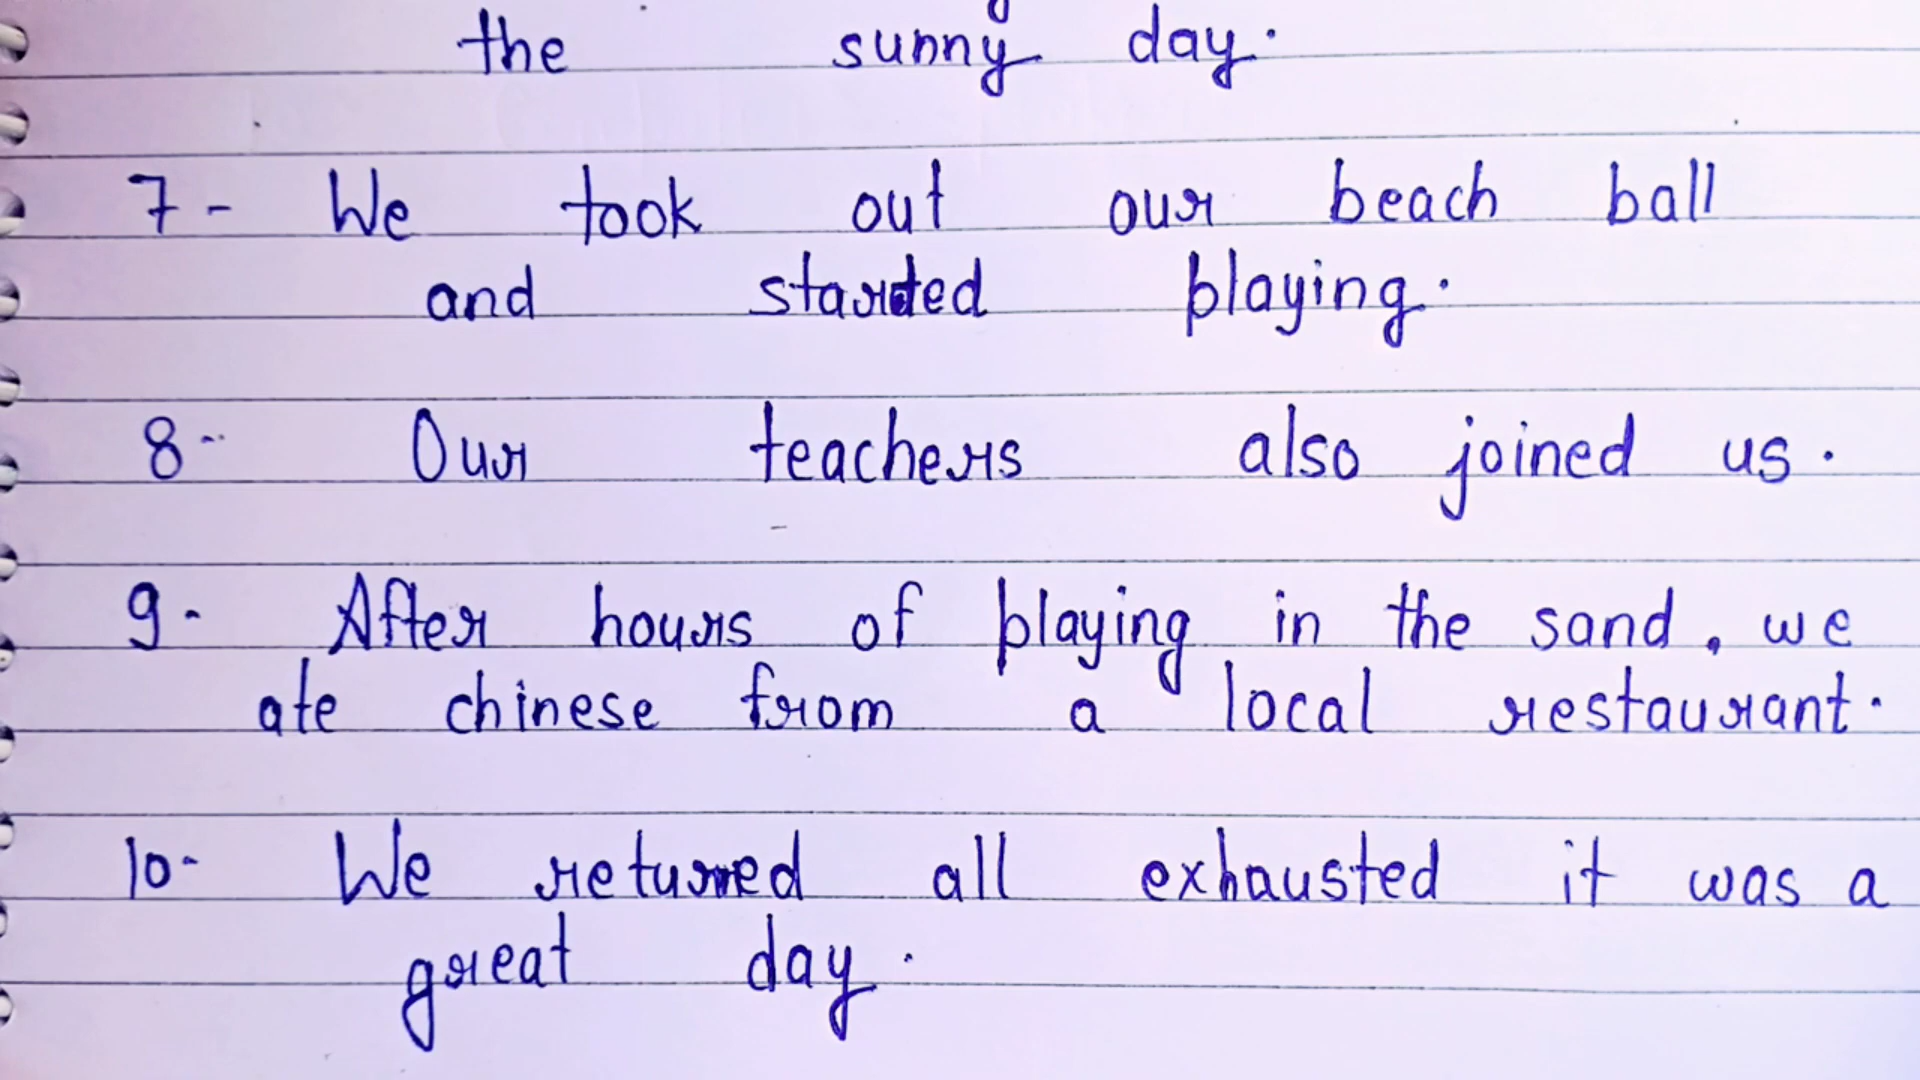 the sunny day.
7- We took out our beach ball
and started playing.
8- Our teachers also joined us.
9- After hours of playing in the sand, we
ate chinese from a local restaurant.
10- We returned all exhausted it was a
great day.